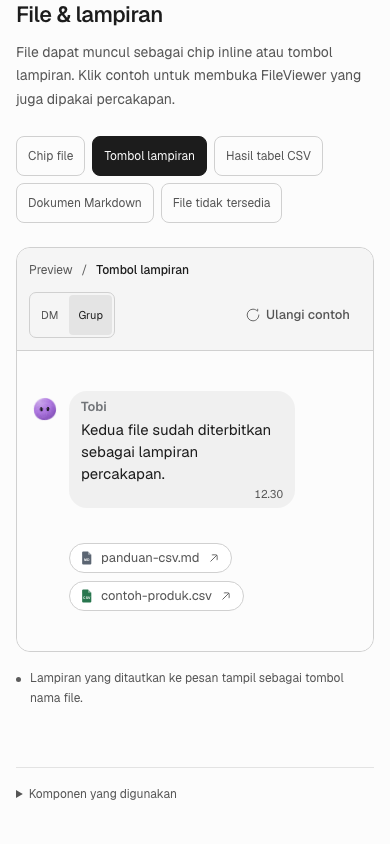 File & lampiran
File dapat muncul sebagai chip inline atau tombol
lampiran. Klik contoh untuk membuka FileViewer yang
juga dipakai percakapan.
Chip file
Tombol lampiran
Hasil tabel CSV
Dokumen Markdown
File tidak tersedia
Preview / Tombol lampiran
DM
Grup
Ulangi contoh
Tobi
Kedua file sudah diterbitkan
sebagai lampiran
percakapan.
12.30
panduan-csv.md
contoh-produk.csv
Lampiran yang ditautkan ke pesan tampil sebagai tombol
nama file.
Komponen yang digunakan